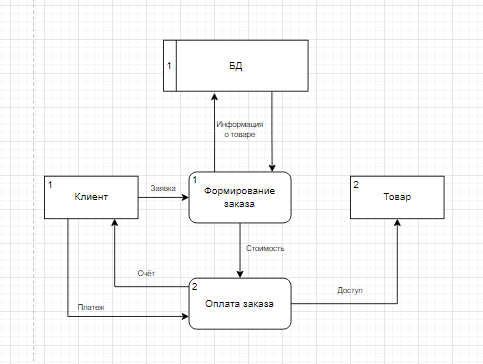 1
БД
Информация
о товаре
1
Клиент
Заявка
1
Формирование
заказа
2
Товар
Стоимость
Счёт
2
Оплата заказа
Доступ
Платеж